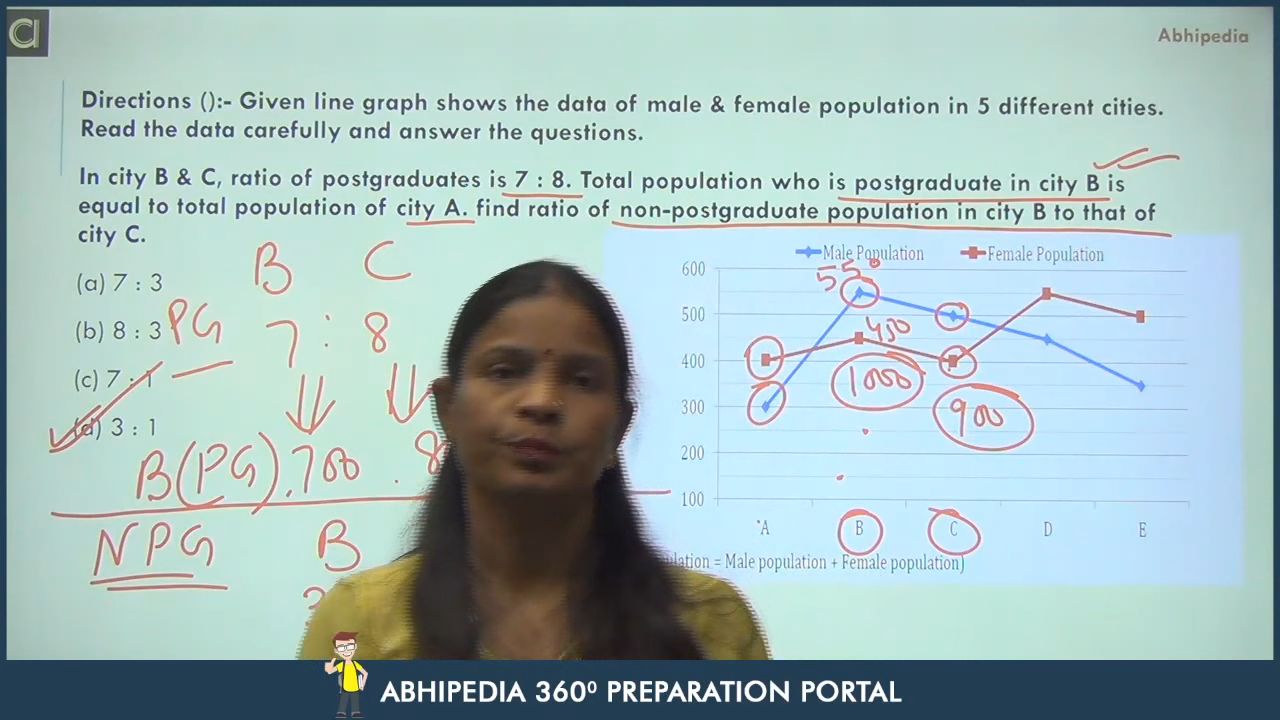 Abhipedia
Directions ():- Given line graph shows the data of male & female population in 5 different cities.
Read the data carefully and answer the questions.
In city B & C, ratio of postgraduates is 7 : 8. Total population who is postgraduate in city B is
equal to total population of city A. find ratio of non-postgraduate population in city B to that of
city C.
(a) 7 : 3
(b) 8 : 3
(c) 7 : 1
(d) 3 : 1
B C
PG 7 : 8
B(PG) 700 8
NPG B
Male Population Female Population
600
500
400
300
200
100
550
450
1000
900
A B C D E
= Male population + Female population)
ABHIPEDIA 360⁰ PREPARATION PORTAL